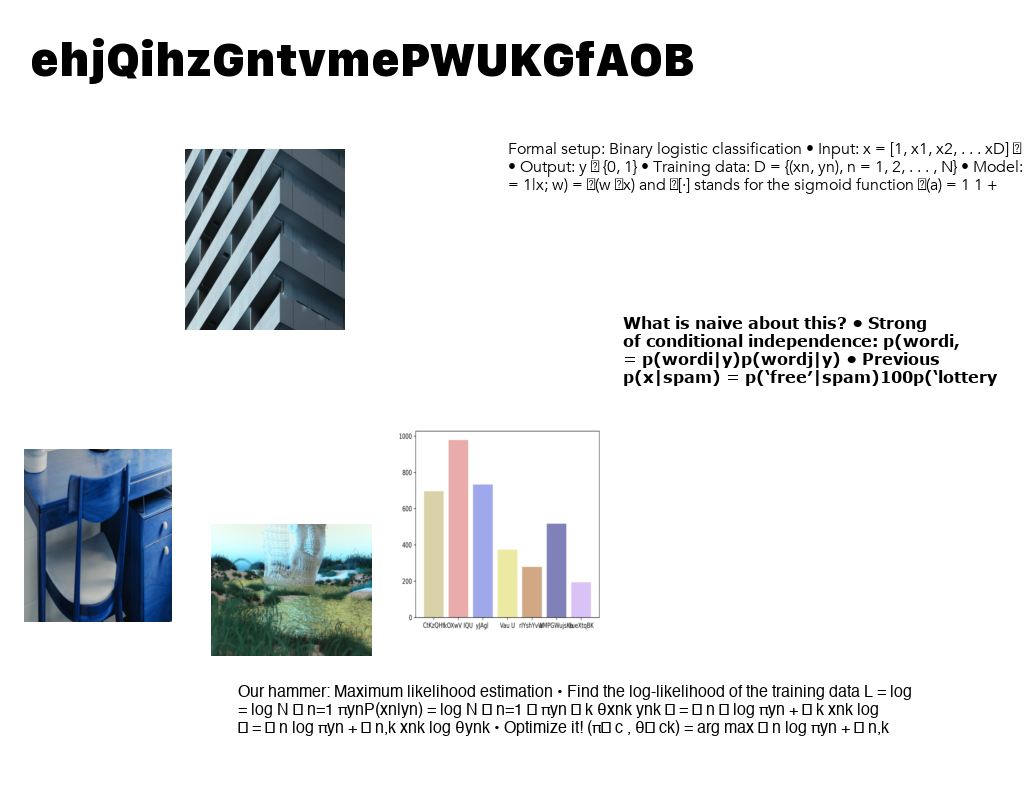 ehjQihzGntvmePWUKGfAOB
Formal setup: Binary logistic classification • Input: x = [1, x1, x2, . . . xD] 
• Output: y  {0, 1} • Training data: D = {(xn, yn), n = 1, 2, . . . , N} • Model:
= 1|x; w) = (w x) and [·] stands for the sigmoid function (a) = 1 1 +
What is naive about this? • Strong
of conditional independence: p(wordi,
= p(wordi|y)p(wordj|y) • Previous
p(x|spam) = p(‘free’|spam)100p(‘lottery
1000
800
600
400
200
0
yJAgl
Vau U
Our hammer: Maximum likelihood estimation • Find the log-likelihood of the training data L = log
= log N  n=1 πynP(xn|yn) = log N  n=1  πyn  k θxnk ynk  =  n  log πyn +  k xnk log
 =  n log πyn +  n,k xnk log θynk • Optimize it! (π c , θ ck) = arg max  n log πyn +  n,k